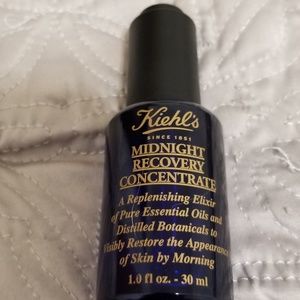 Kiehl's
SINCE 1851
MIDNIGHT
RECOVERY
CONCENTRATE
A Replenishing Elixir
of Pure Essential Oils and
Distilled Botanicals to
Visibly Restore the Appearance
of Skin by Morning
1.0 fl. oz. - 30 ml